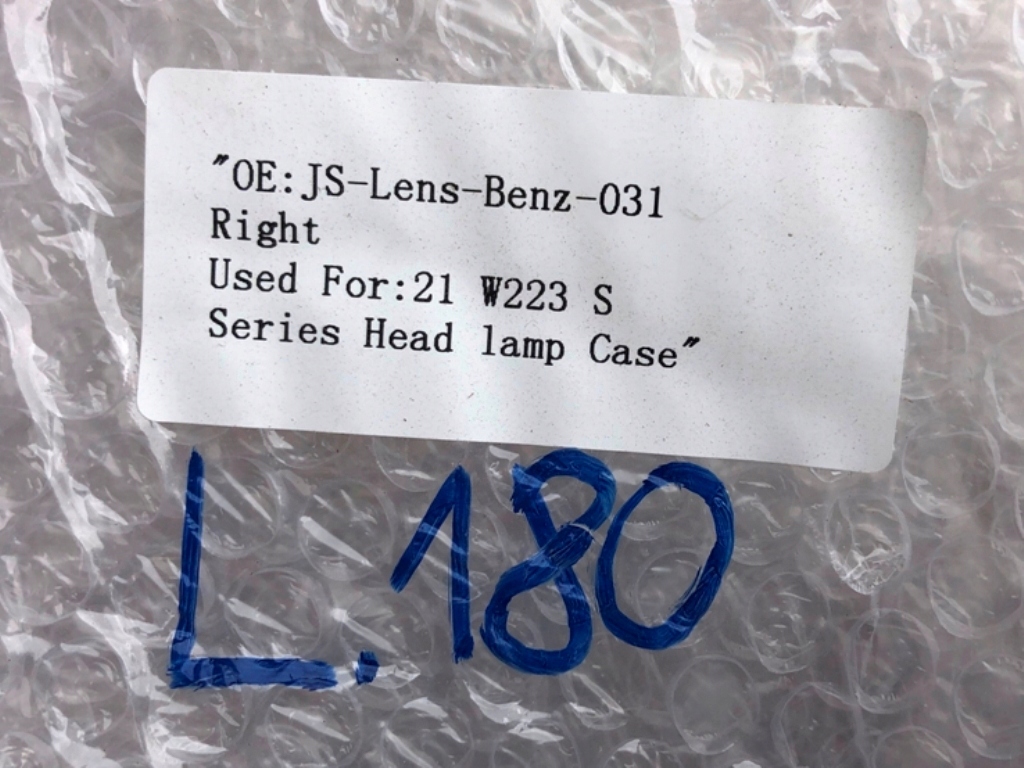 "OE:JS-Lens-Benz-031
Right
Used For:21 W223 S
Series Head lamp Case"
L.180